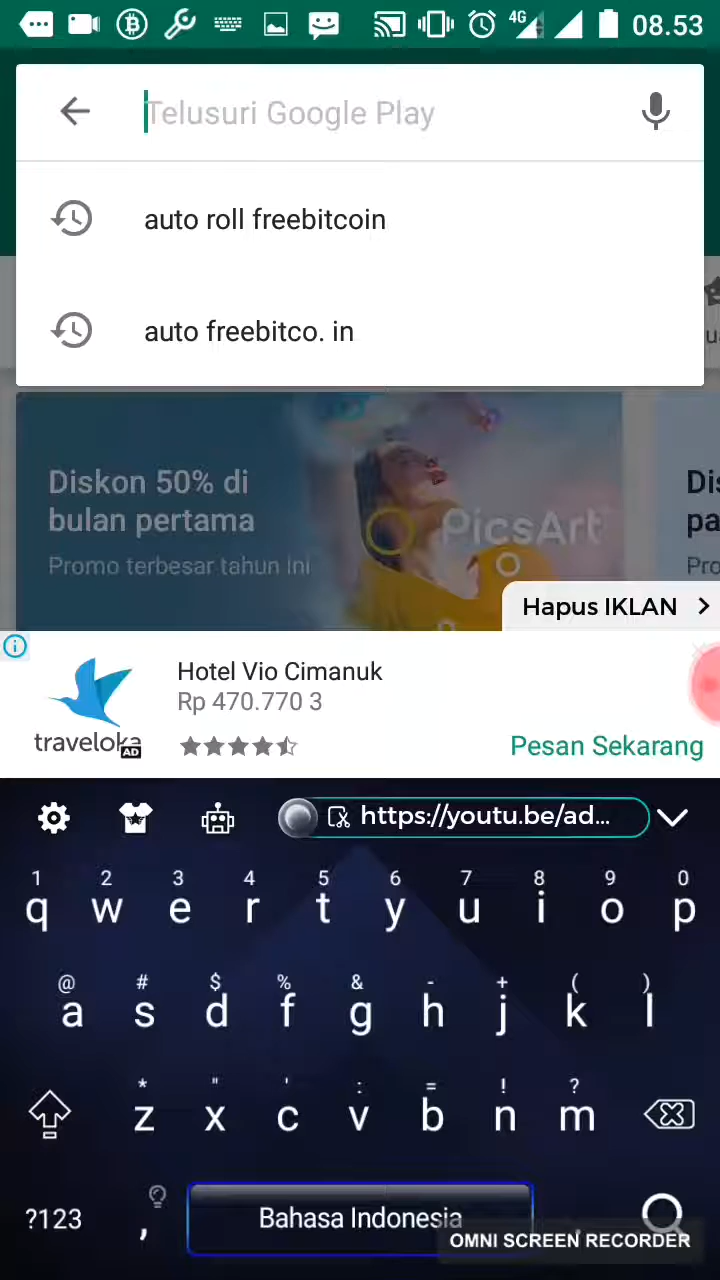 4G 08.53
Telusuri Google Play
auto roll freebitcoin
auto freebitco. in
Diskon 50% di
bulan pertama
Promo terbesar tahun ini
PicsArt
Dis
pa
Pro
Hapus IKLAN
Hotel Vio Cimanuk
Rp 470.770 3
traveloka
AD
Pesan Sekarang
https://youtu.be/ad...
1 2 3 4 5 6 7 8 9 0
q w e r t y u i o p
@ # $ % & - + ( )
a s d f g h j k l
* " ' : = ! ?
z x c v b n m
?123 , Bahasa Indonesia .
OMNI SCREEN RECORDER